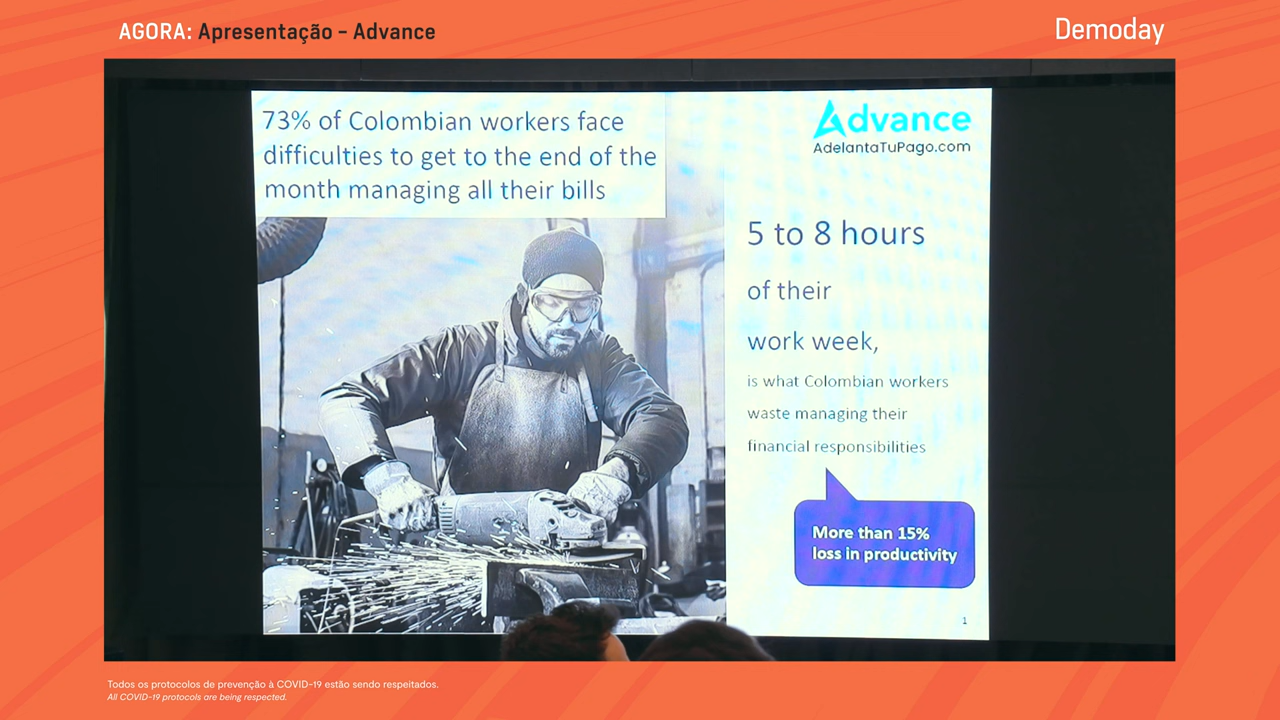 AGORA: Apresentação - Advance
Demoday
73% of Colombian workers face
difficulties to get to the end of the
month managing all their bills
Advance
AdelantaTuPago.com
5 to 8 hours
of their
work week,
is what Colombian workers
waste managing their
financial responsibilities
More than 15%
loss in productivity
1
Todos os protocolos de prevenção à COVID-19 estão sendo respeitados.
All COVID-19 protocols are being respected.